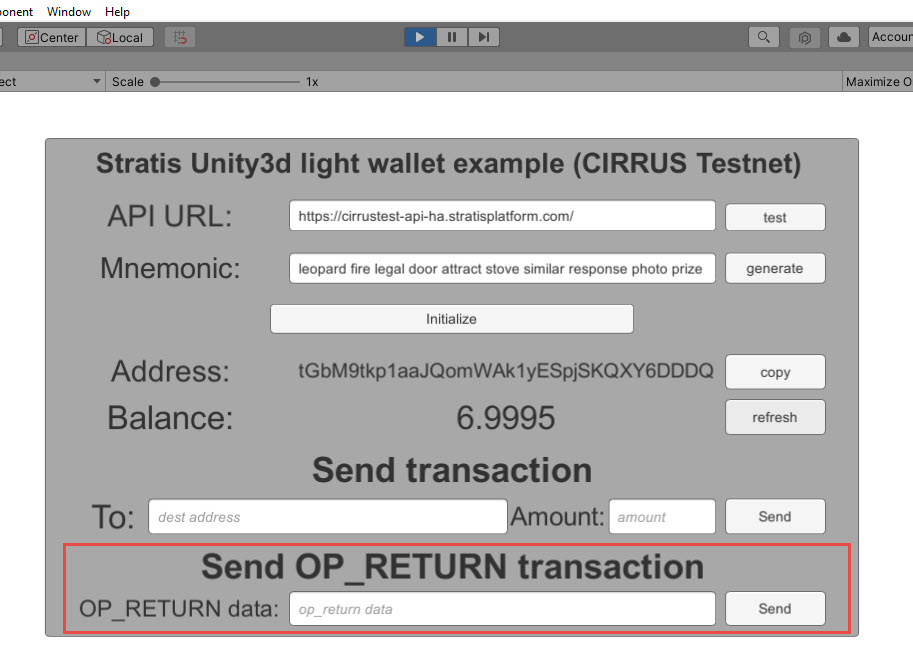 Window Help
Center Local
Scale 1x Maximize O
Stratis Unity3d light wallet example (CIRRUS Testnet)
API URL: https://cirrustest-api-ha.stratisplatform.com/ test
Mnemonic: leopard fire legal door attract stove similar response photo prize generate
Initialize
Address: tGbM9tkp1aaJQomWAk1yESpjSKQXY6DDDQ copy
Balance: 6.9995 refresh
Send transaction
To: dest address Amount: amount Send
Send OP_RETURN transaction
OP_RETURN data: op_return data Send